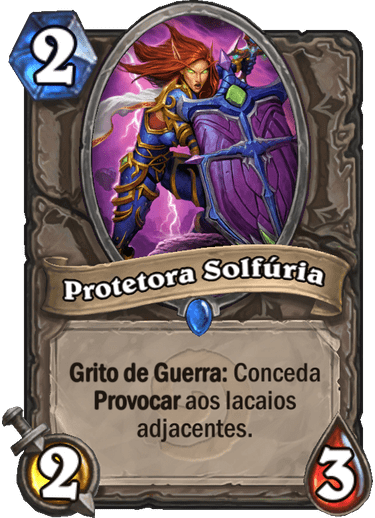 2
Protetora Solfúria
Grito de Guerra: Conceda
Provocar aos lacaios
adjacentes.
2
3